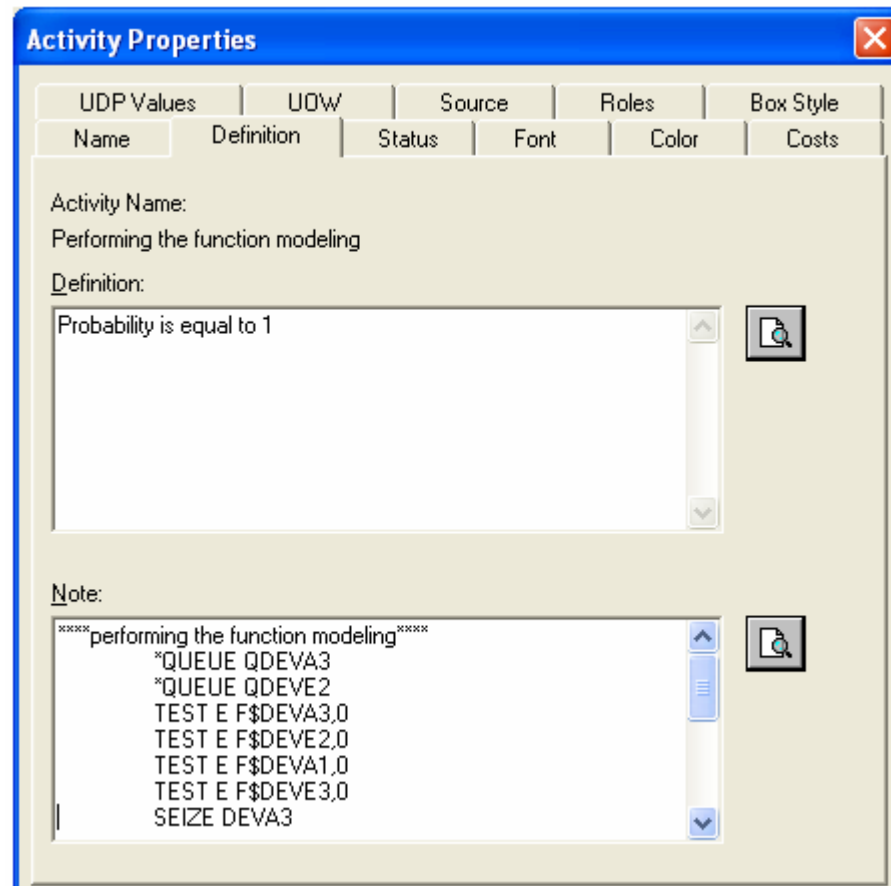 Activity Properties
UDP Values UOW Source Roles Box Style
Name Definition Status Font Color Costs
Activity Name:
Performing the function modeling
Definition:
Probability is equal to 1
Note:
****performing the function modeling****
*QUEUE QDEVA3
*QUEUE QDEVE2
TEST E F$DEVA3,0
TEST E F$DEVE2,0
TEST E F$DEVA1,0
TEST E F$DEVE3,0
SEIZE DEVA3